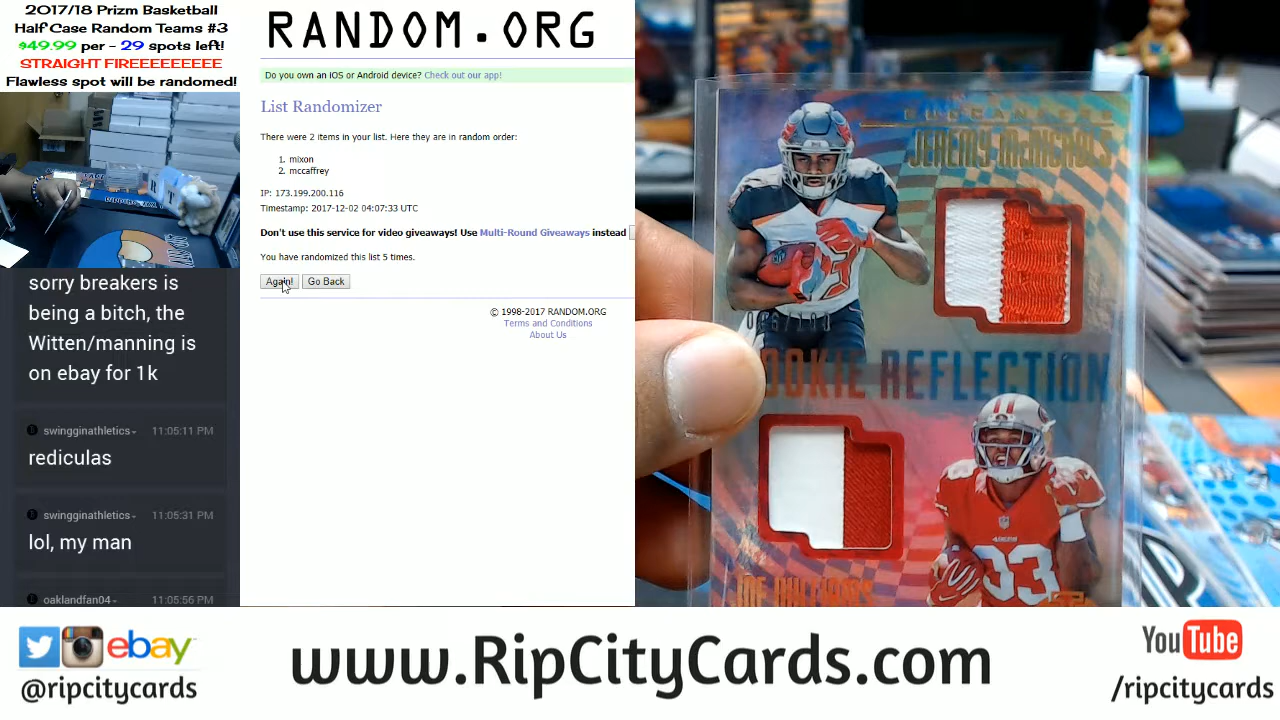 2017/18 Prizm Basketball
Half Case Random Teams #3
$49.99 per - 29 spots left!
STRAIGHT FIREEEEEEEEE
Flawless spot will be randomed!
sorry breakers is
being a bitch, the
Witten/manning is
on ebay for 1k
swingginathletics 11:05:11 PM
rediculas
swingginathletics 11:05:31 PM
lol, my man
oaklandfan04 11:05:56 PM
RANDOM.ORG
Do you own an iOS or Android device? Check out our app!
List Randomizer
There were 2 items in your list. Here they are in random order:
1. mixon
2. mccaffrey
IP: 173.199.200.116
Timestamp: 2017-12-02 04:07:33 UTC
Don't use this service for video giveaways! Use Multi-Round Giveaways instead
You have randomized this list 5 times.
Again! Go Back
© 1998-2017 RANDOM.ORG
Terms and Conditions
About Us
BUCCANEERS
JEREMY McNICHOLS
OOKIE REFLECTION
49ERS
33
JOE WILLIAMS
ebay
@ripcitycards
www.RipCityCards.com
YouTube
/ripcitycards